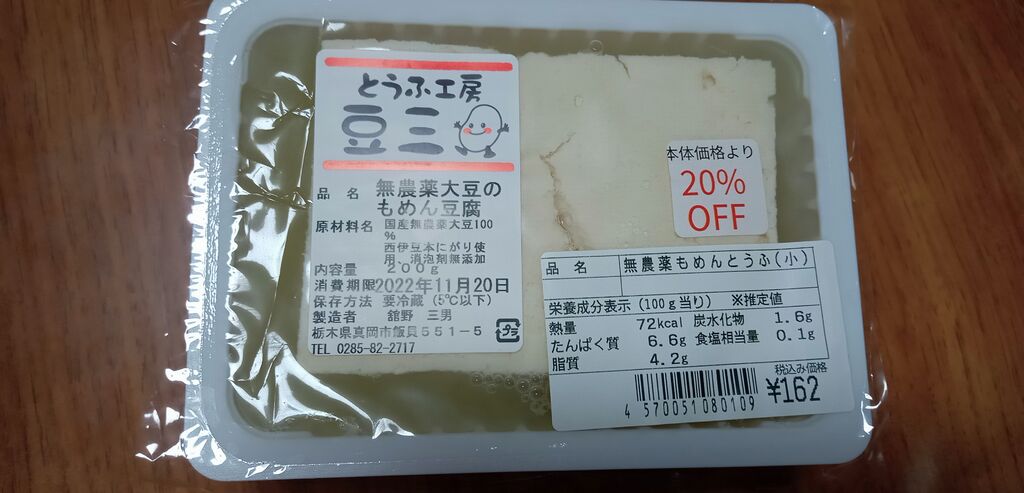 とうふ工房
豆三
品名 無農薬大豆の
もめん豆腐
原材料名 国産無農薬大豆100
%
西伊豆本にがり使
用、消泡剤無添加
内容量 200g
消費期限 2022年11月20日
保存方法 要冷蔵(5℃以下)
製造者 舘野 三男
栃木県真岡市飯貝551-5
TEL 0285-82-2717
プラ
本体価格より
20%
OFF
品名 無農薬もめんとうふ(小)
栄養成分表示(100g当り) ※推定値
熱量 72kcal 炭水化物 1.6g
たんぱく質 6.6g 食塩相当量 0.1g
脂質 4.2g
税込み価格
¥162
4 570051 080109